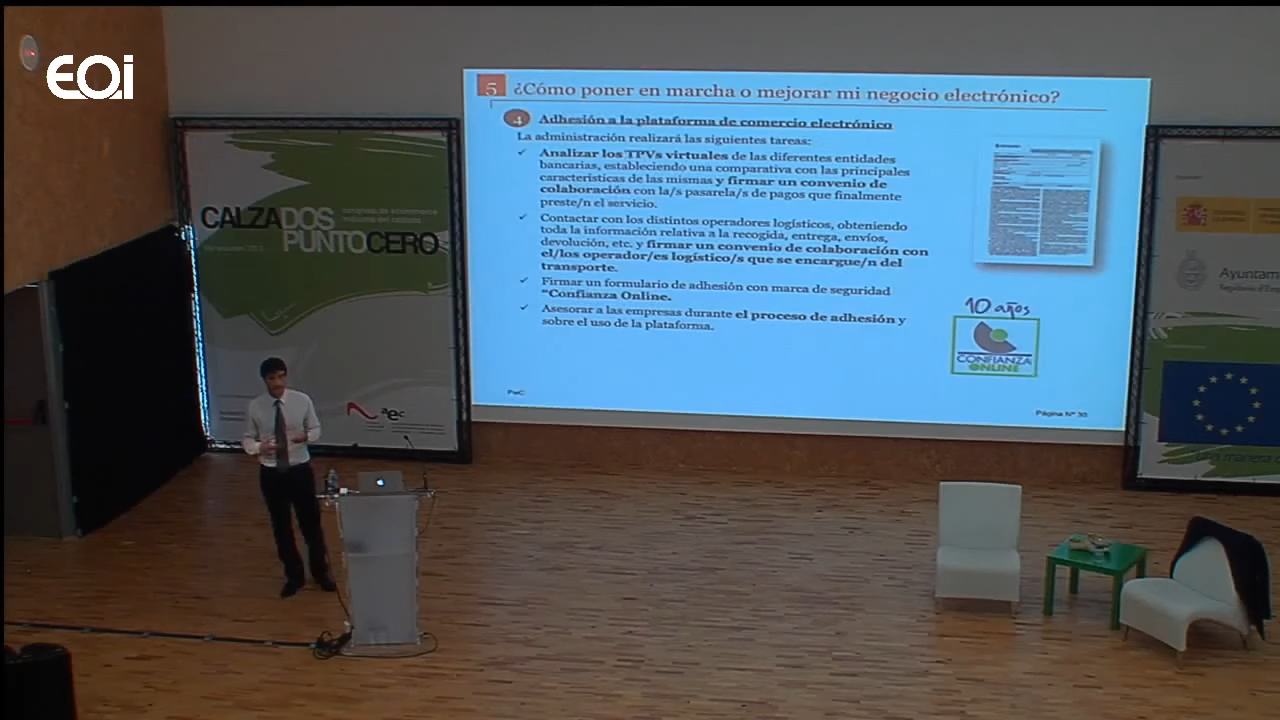 EOi
5 ¿Cómo poner en marcha o mejorar mi negocio electrónico?
4 Adhesión a la plataforma de comercio electrónico
La administración realizará las siguientes tareas:
✓ Analizar los TPVs virtuales de las diferentes entidades
bancarias, estableciendo una comparativa con las principales
características de las mismas y firmar un convenio de
colaboración con la/s pasarela/s de pagos que finalmente
preste/n el servicio.
✓ Contactar con los distintos operadores logísticos, obteniendo
toda la información relativa a la recogida, entrega, envíos,
devolución, etc. y firmar un convenio de colaboración con
el/los operador/es logístico/s que se encargue/n del
transporte.
✓ Firmar un formulario de adhesión con marca de seguridad
"Confianza Online.
✓ Asesorar a las empresas durante el proceso de adhesión y
sobre el uso de la plataforma.
10 años
CONFIANZA
ONLINE
PwC
Página Nº 30
CALZADOS
PUNTOCERO
aec
Ayuntam